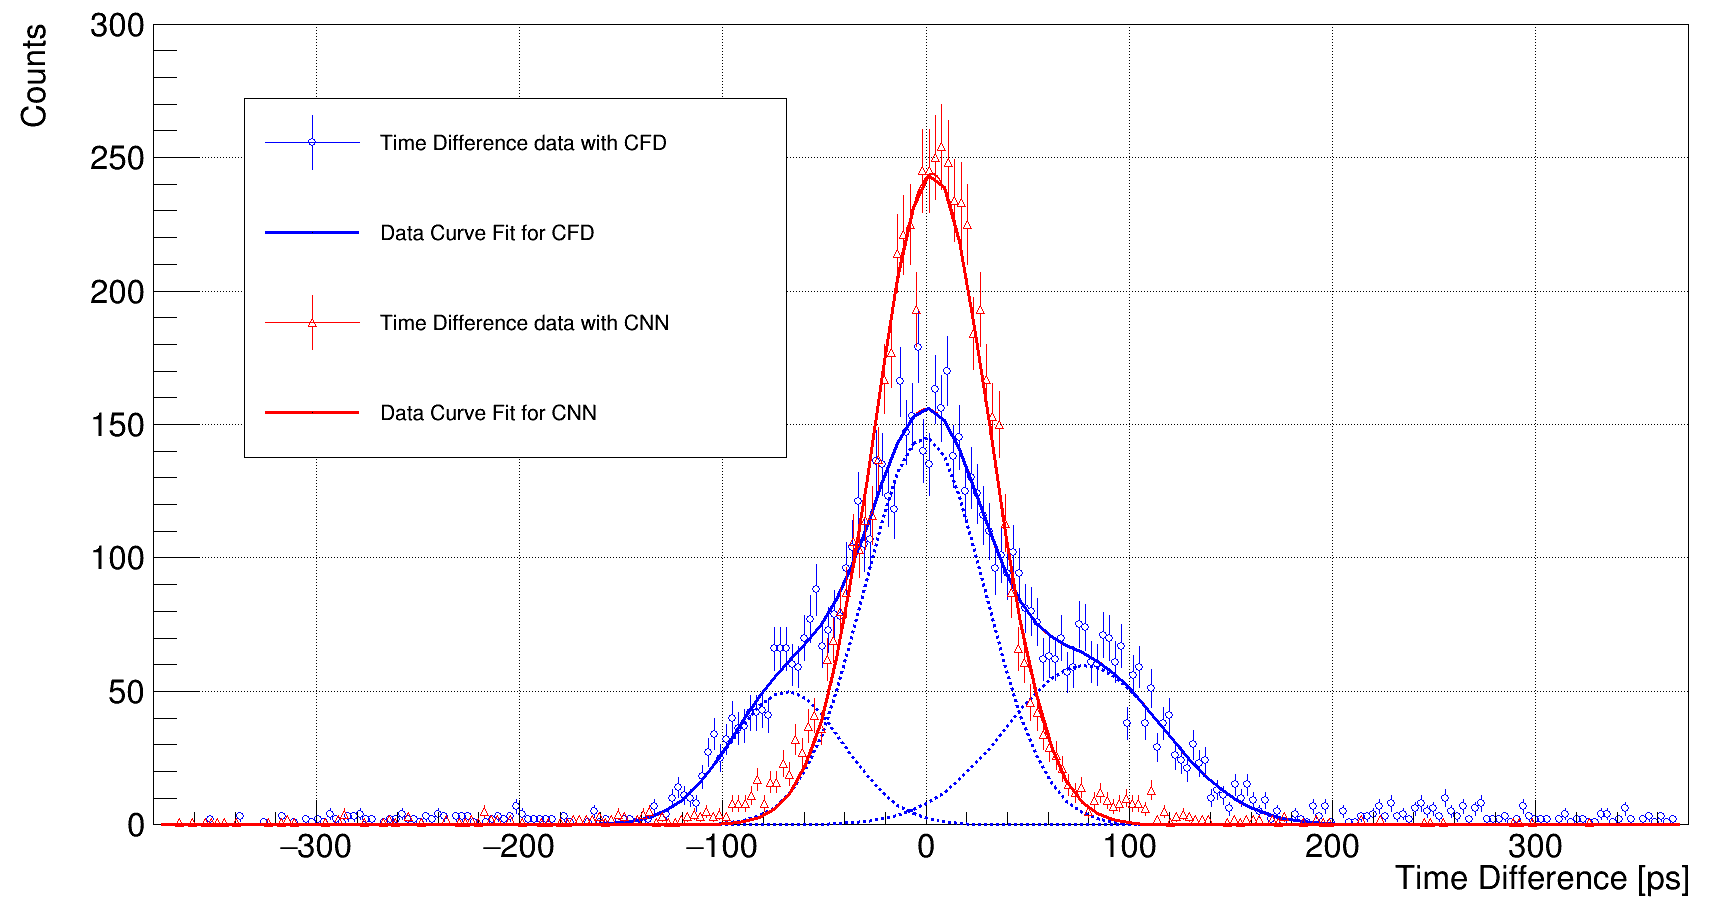 300
Counts
250
200
150
100
50
0
Time Difference data with CFD
Data Curve Fit for CFD
Time Difference data with CNN
Data Curve Fit for CNN
−300 −200 −100 0 100 200 300
Time Difference [ps]